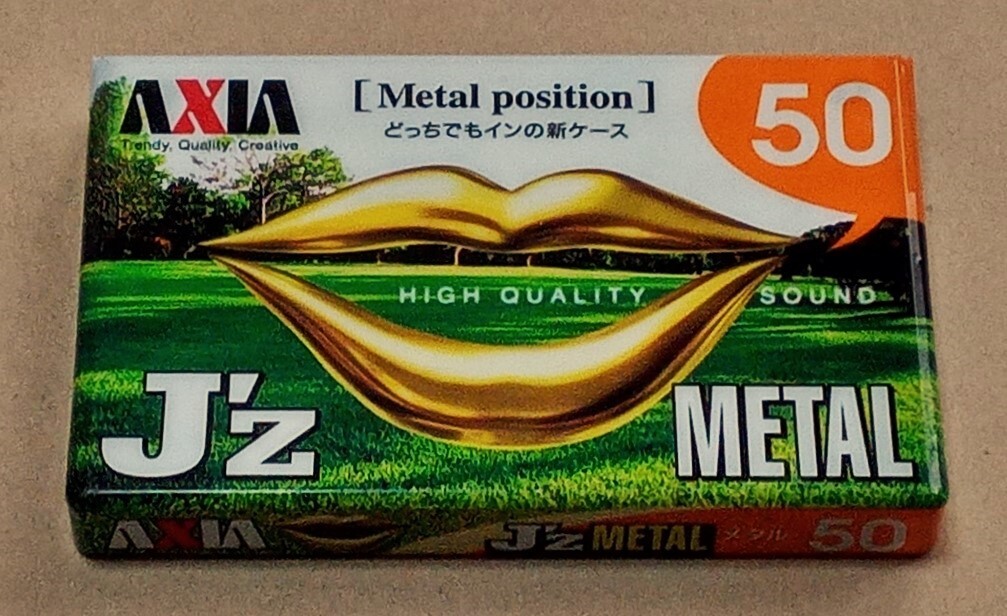 AXIA
Trendy, Quality, Creative
[Metal position]
どっちでもインの新ケース
50
HIGH QUALITY SOUND
J'z METAL
AXIA J'z METAL メタル 50